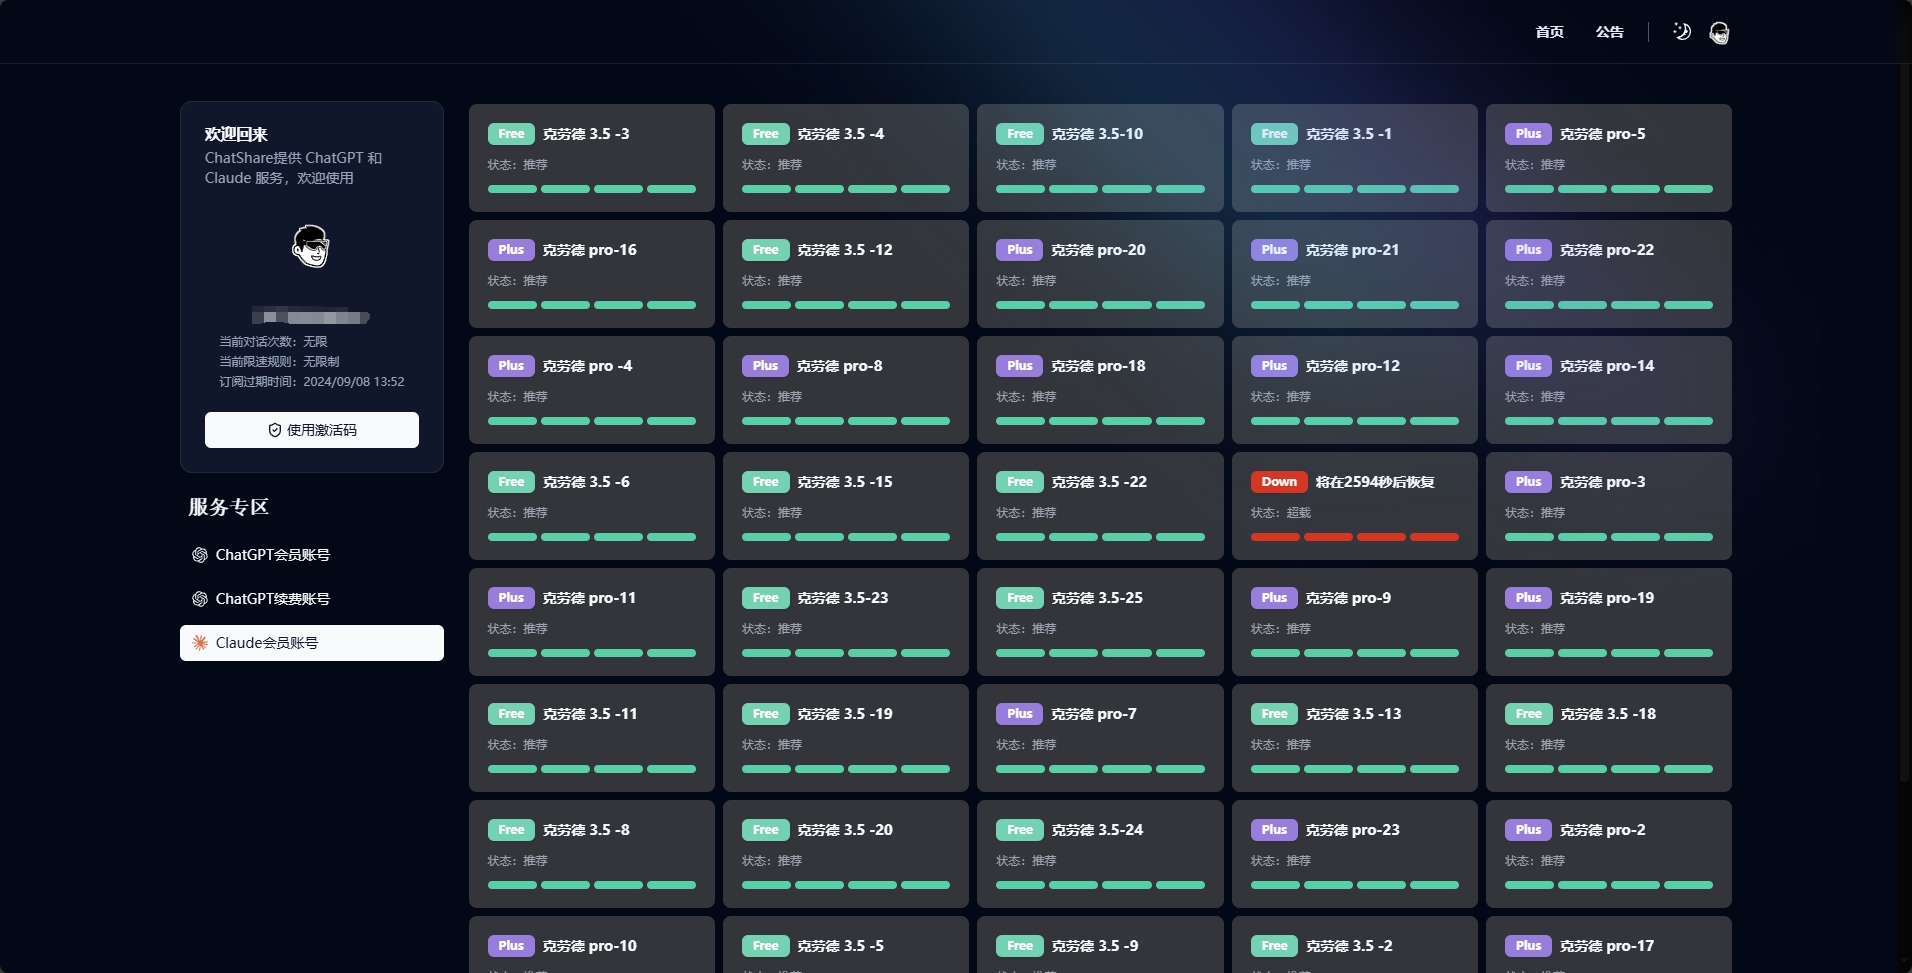 首页
公告
欢迎回来
ChatShare提供 ChatGPT 和
Claude 服务，欢迎使用
当前对话次数：无限
当前限速规则：无限制
订阅过期时间：2024/09/08 13:52
使用激活码
服务专区
ChatGPT会员账号
ChatGPT续费账号
Claude会员账号
Free 克劳德 3.5 -3
状态：推荐
Free 克劳德 3.5 -4
状态：推荐
Free 克劳德 3.5-10
状态：推荐
Free 克劳德 3.5 -1
状态：推荐
Plus 克劳德 pro-5
状态：推荐
Plus 克劳德 pro-16
状态：推荐
Free 克劳德 3.5 -12
状态：推荐
Plus 克劳德 pro-20
状态：推荐
Plus 克劳德 pro-21
状态：推荐
Plus 克劳德 pro-22
状态：推荐
Plus 克劳德 pro -4
状态：推荐
Plus 克劳德 pro-8
状态：推荐
Plus 克劳德 pro-18
状态：推荐
Plus 克劳德 pro-12
状态：推荐
Plus 克劳德 pro-14
状态：推荐
Free 克劳德 3.5 -6
状态：推荐
Free 克劳德 3.5 -15
状态：推荐
Free 克劳德 3.5 -22
状态：推荐
Down 将在2594秒后恢复
状态：超载
Plus 克劳德 pro-3
状态：推荐
Plus 克劳德 pro-11
状态：推荐
Free 克劳德 3.5-23
状态：推荐
Free 克劳德 3.5-25
状态：推荐
Plus 克劳德 pro-9
状态：推荐
Plus 克劳德 pro-19
状态：推荐
Free 克劳德 3.5 -11
状态：推荐
Free 克劳德 3.5 -19
状态：推荐
Plus 克劳德 pro-7
状态：推荐
Free 克劳德 3.5 -13
状态：推荐
Free 克劳德 3.5 -18
状态：推荐
Free 克劳德 3.5 -8
状态：推荐
Free 克劳德 3.5 -20
状态：推荐
Free 克劳德 3.5-24
状态：推荐
Plus 克劳德 pro-23
状态：推荐
Plus 克劳德 pro-2
状态：推荐
Plus 克劳德 pro-10
Free 克劳德 3.5 -5
Free 克劳德 3.5 -9
Free 克劳德 3.5 -2
Plus 克劳德 pro-17